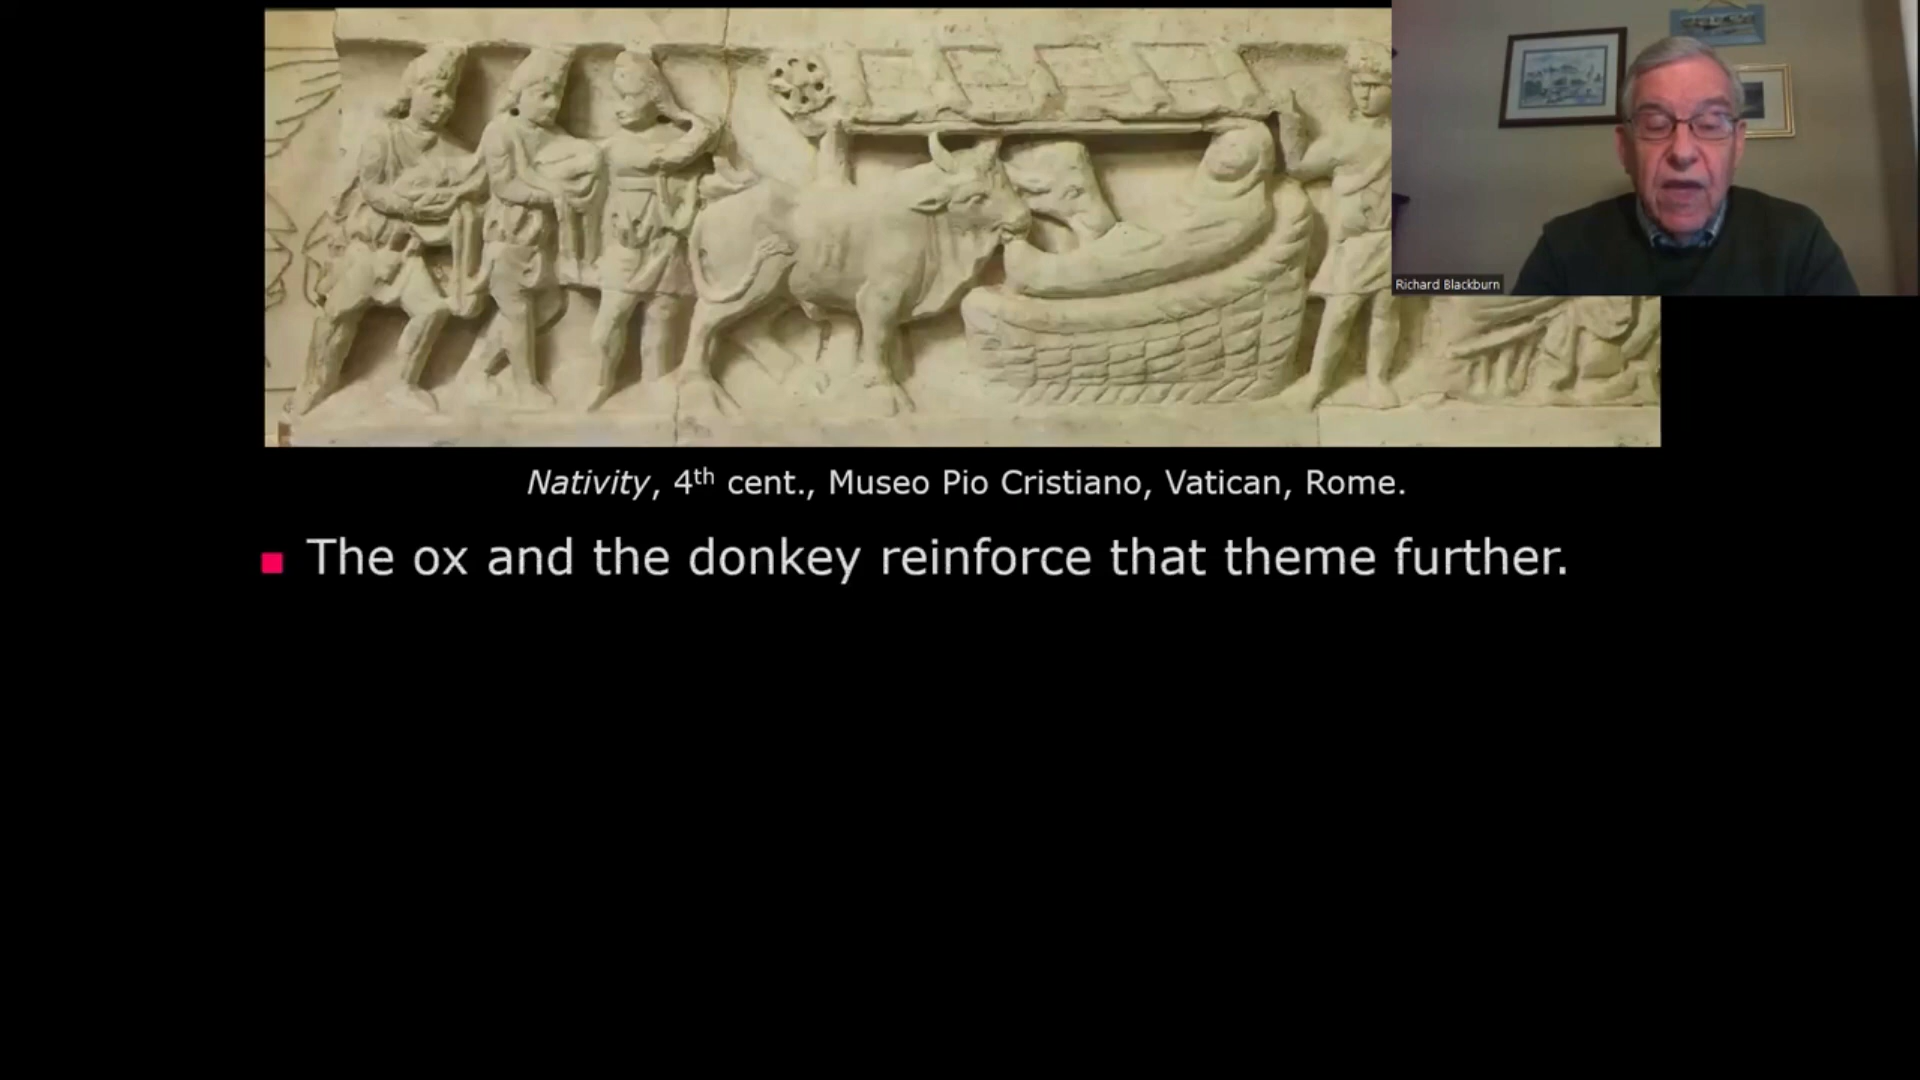 Richard Blackburn
Nativity, 4th cent., Museo Pio Cristiano, Vatican, Rome.
The ox and the donkey reinforce that theme further.